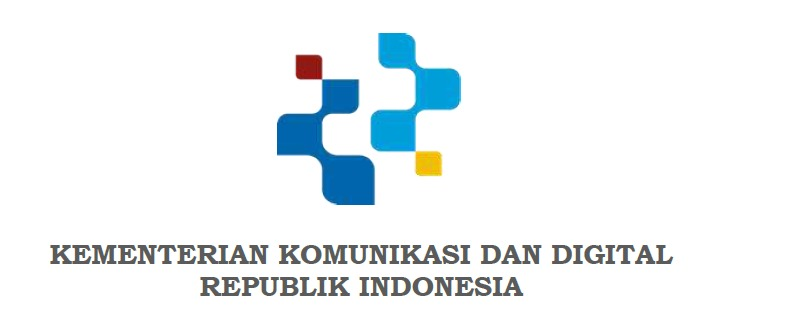 KEMENTERIAN KOMUNIKASI DAN DIGITAL
REPUBLIK INDONESIA